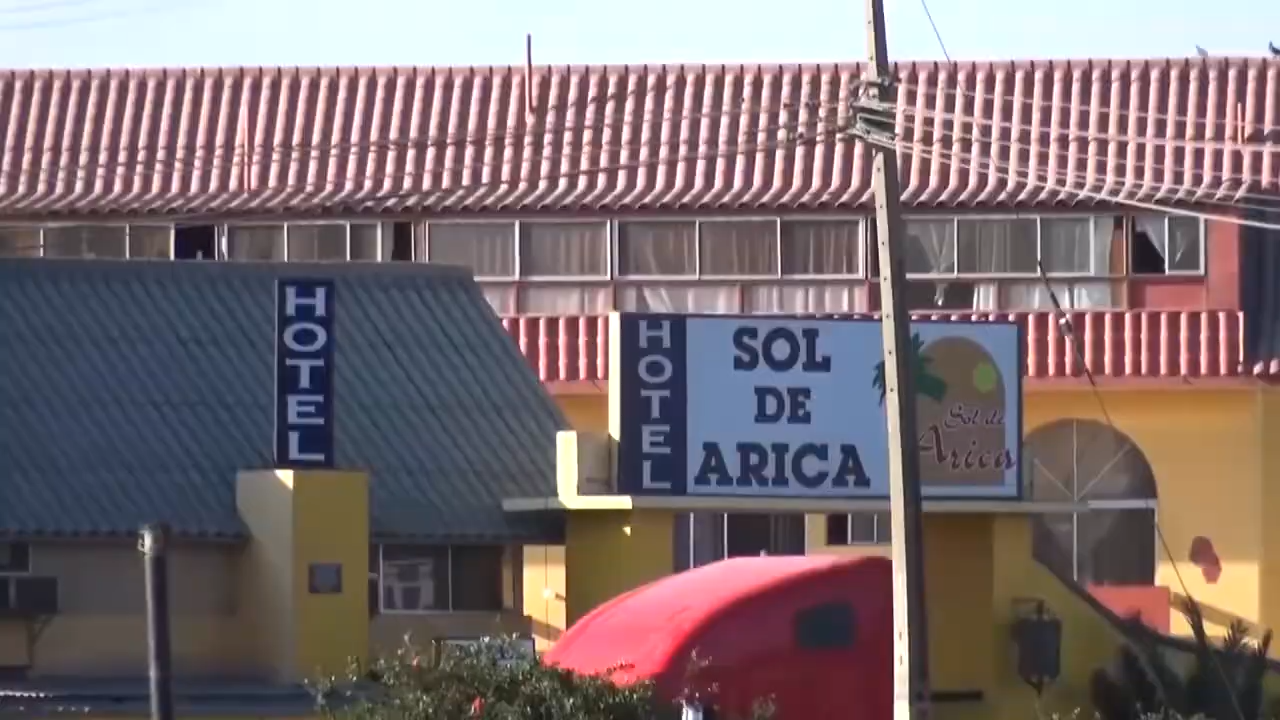 HOTEL
HOTEL
SOL
DE
ARICA
Sol de
Arica